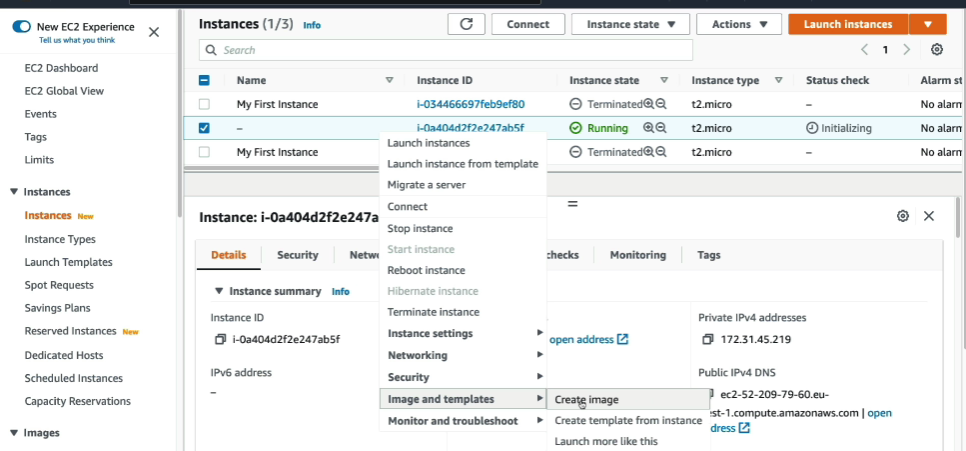 New EC2 Experience
Tell us what you think
EC2 Dashboard
EC2 Global View
Events
Tags
Limits
Instances
Instances New
Instance Types
Launch Templates
Spot Requests
Savings Plans
Reserved Instances New
Dedicated Hosts
Scheduled Instances
Capacity Reservations
Images
Instances (1/3) Info
Connect
Instance state
Actions
Launch instances
Search
1
Name Instance ID Instance state Instance type Status check Alarm st
My First Instance i-034466697feb9ef80 Terminated t2.micro – No alarm
– i-0a404d2f2e247ab5f Running t2.micro Initializing No alarm
My First Instance Terminated t2.micro – No alarm
Launch instances
Launch instance from template
Migrate a server
Connect
Stop instance
Start instance
Reboot instance
Hibernate instance
Terminate instance
Instance settings
Networking
Security
Image and templates
Monitor and troubleshoot
Create image
Create template from instance
Launch more like this
Instance: i-0a404d2f2e247a
Details Security Netw checks Monitoring Tags
Instance summary Info
Instance ID
i-0a404d2f2e247ab5f
IPv6 address
–
open address
Private IPv4 addresses
172.31.45.219
Public IPv4 DNS
ec2-52-209-79-60.eu-
est-1.compute.amazonaws.com | open
dress